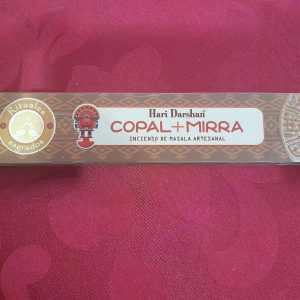 Rituales
sagrados
Hari Darshan
COPAL+MIRRA
INCIENSO DE MASALA ARTESANAL